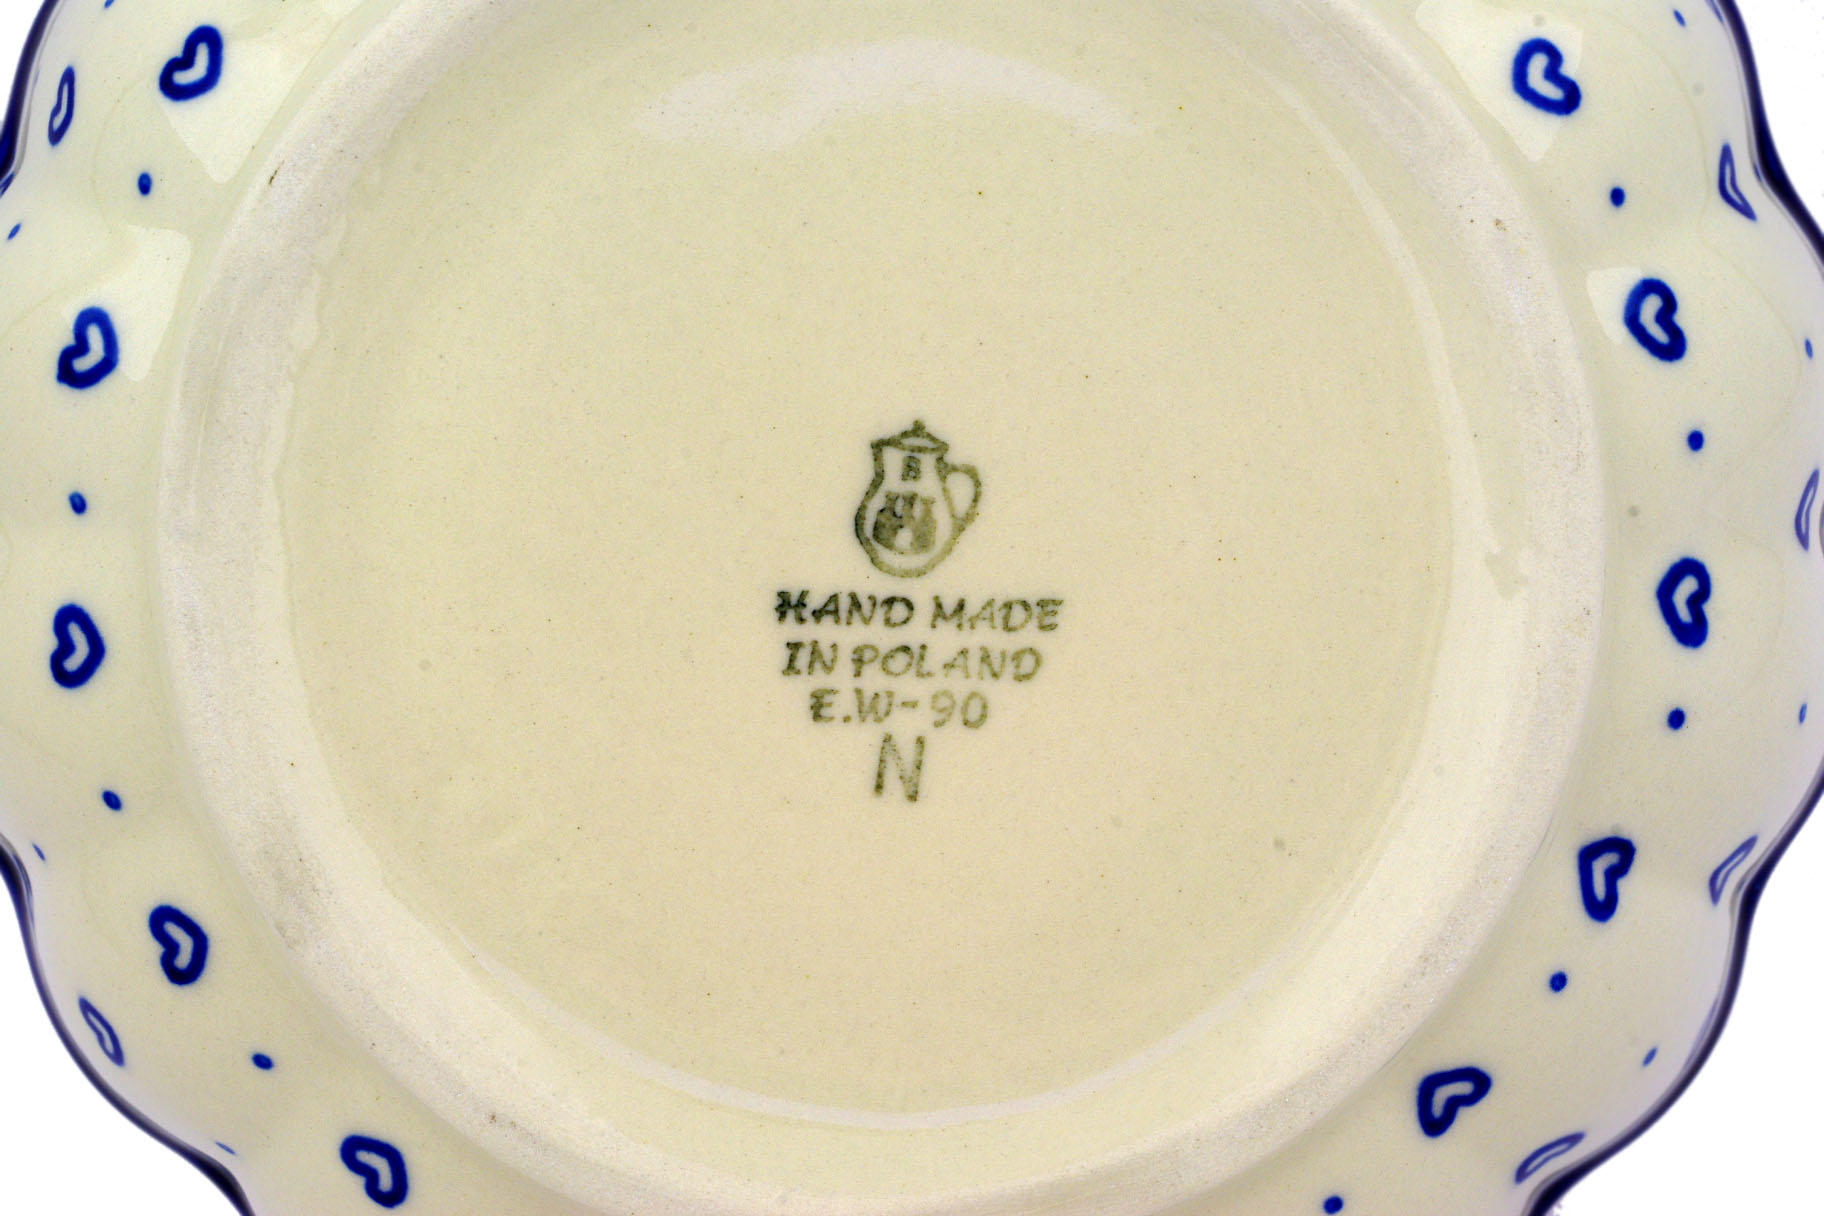 B
HAND MADE
IN POLAND
E.W-90
N